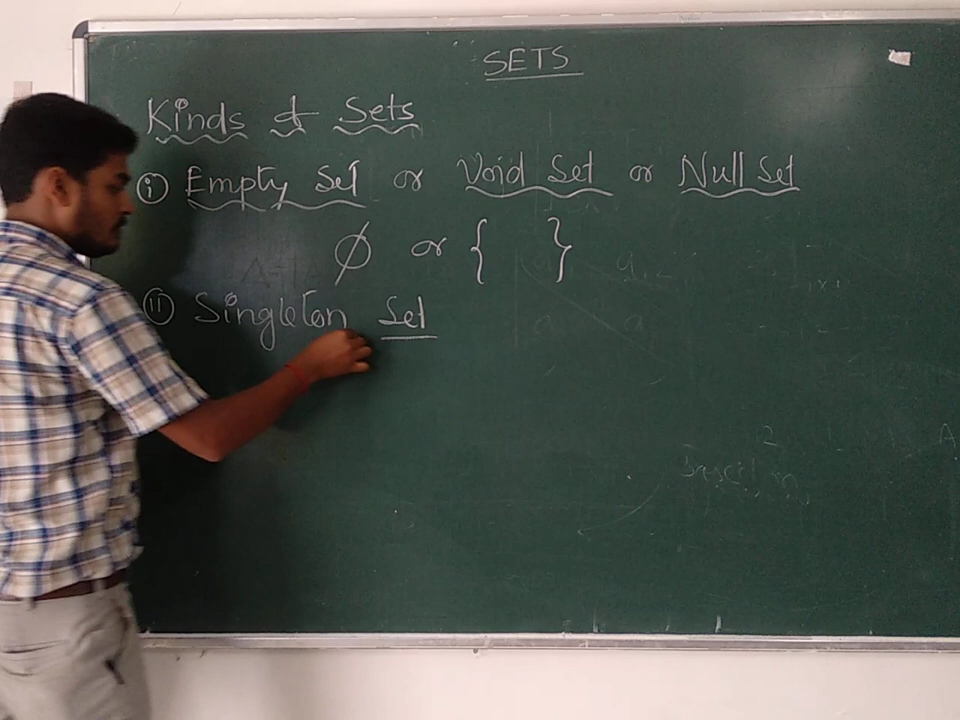 SETS
Kinds of Sets
(i) Empty Set or Void Set or Null Set
∅ or { }
(ii) Singleton Set